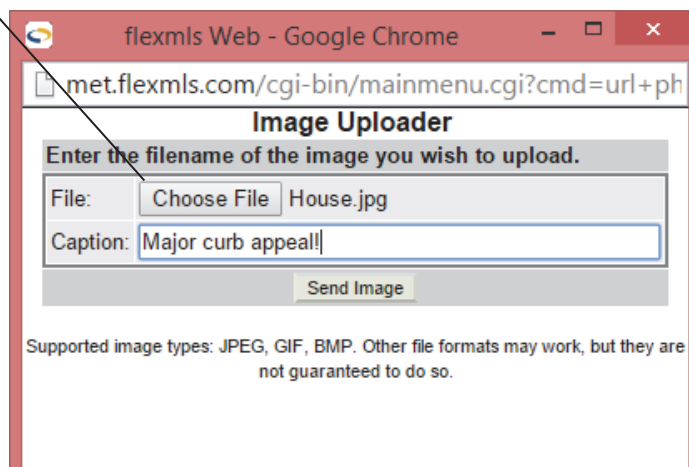 flexmls Web - Google Chrome
met.flexmls.com/cgi-bin/mainmenu.cgi?cmd=url+ph
Image Uploader
Enter the filename of the image you wish to upload.
File: Choose File House.jpg
Caption: Major curb appeal!
Send Image
Supported image types: JPEG, GIF, BMP. Other file formats may work, but they are
not guaranteed to do so.